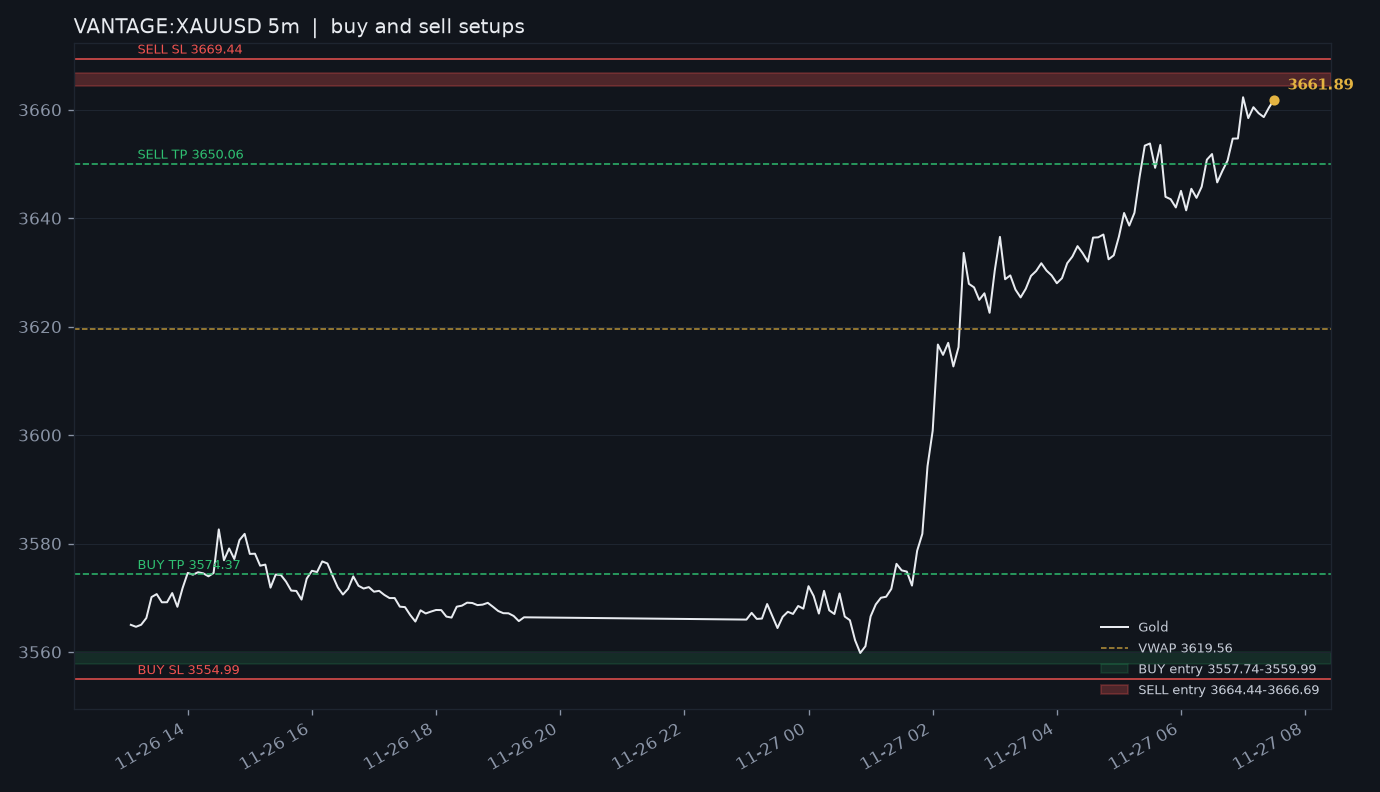 VANTAGE:XAUUSD 5m | buy and sell setups
SELL SL 3669.44
3661.89
3660
SELL TP 3650.06
3640
3620
3600
3580
BUY TP 3574.37
3560
BUY SL 3554.99
Gold
VWAP 3619.56
BUY entry 3557.74-3559.99
SELL entry 3664.44-3666.69
11-26 14
11-26 16
11-26 18
11-26 20
11-26 22
11-27 00
11-27 02
11-27 04
11-27 06
11-27 08